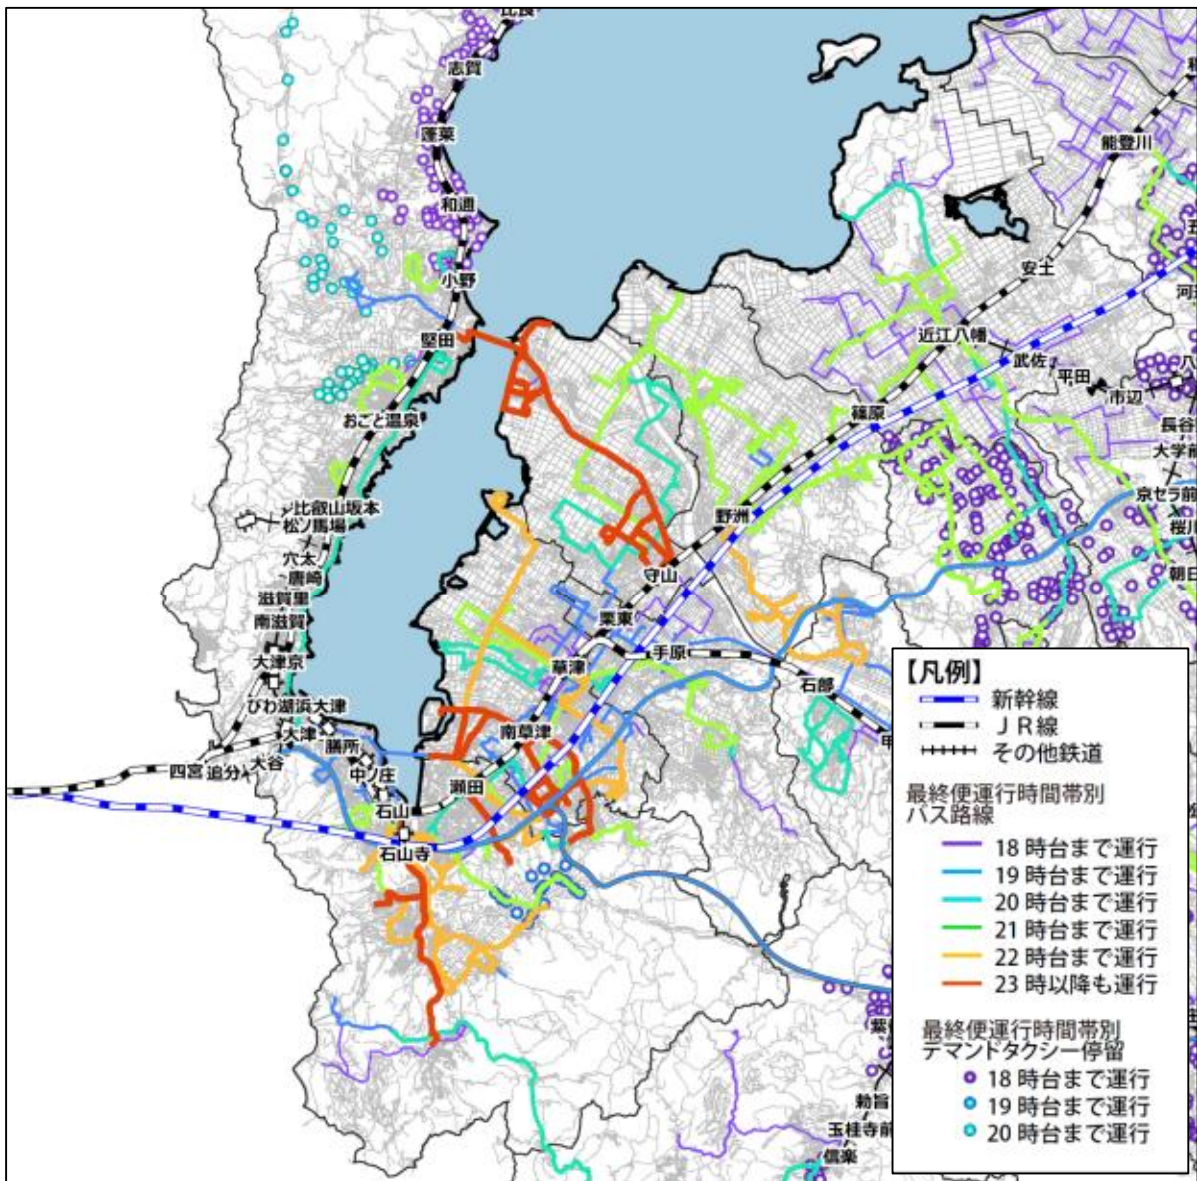 比良
志賀
蓬莱
和邇
小野
堅田
おごと温泉
比叡山坂本
松ノ馬場
穴太
唐崎
滋賀里
南滋賀
大津京
びわ湖浜大津
大津
膳所
大谷
四宮
追分
中ノ庄
石山
石山寺
瀬田
南草津
草津
栗東
手原
石部
守山
野洲
篠原
近江八幡
安土
能登川
武佐
平田
市辺
八
五
河
長谷
大学前
京セラ前
桜川
朝日
甲
紫
勅旨
玉桂寺前
信楽
【凡例】
新幹線
ＪＲ線
その他鉄道
最終便運行時間帯別
バス路線
18 時台まで運行
19 時台まで運行
20 時台まで運行
21 時台まで運行
22 時台まで運行
23 時以降も運行
最終便運行時間帯別
デマンドタクシー停留
18 時台まで運行
19 時台まで運行
20 時台まで運行